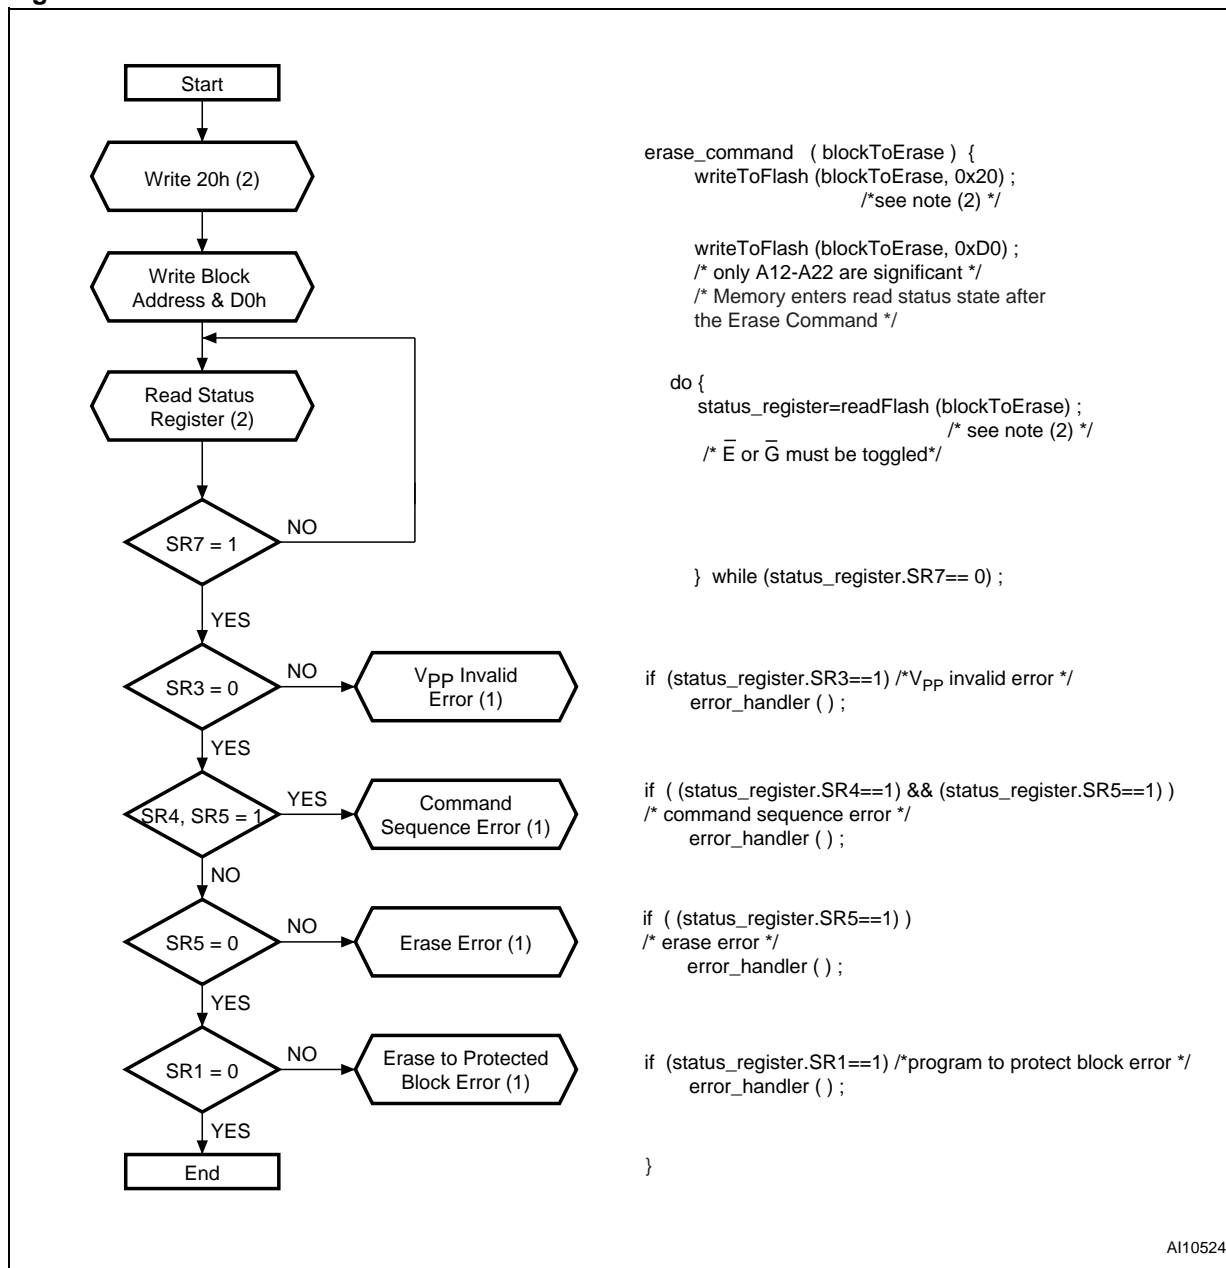 Start
Write 20h (2)
Write Block
Address & D0h
Read Status
Register (2)
SR7 = 1
NO
YES
SR3 = 0
NO
VPP Invalid
Error (1)
YES
SR4, SR5 = 1
YES
Command
Sequence Error (1)
NO
SR5 = 0
NO
Erase Error (1)
YES
SR1 = 0
NO
Erase to Protected
Block Error (1)
YES
End
erase_command ( blockToErase ) {
writeToFlash (blockToErase, 0x20) ;
/*see note (2) */
writeToFlash (blockToErase, 0xD0) ;
/* only A12-A22 are significant */
/* Memory enters read status state after
the Erase Command */
do {
status_register=readFlash (blockToErase) ;
/* see note (2) */
/* E̅ or G̅ must be toggled*/
} while (status_register.SR7== 0) ;
if (status_register.SR3==1) /*VPP invalid error */
error_handler ( ) ;
if ( (status_register.SR4==1) && (status_register.SR5==1) )
/* command sequence error */
error_handler ( ) ;
if ( (status_register.SR5==1) )
/* erase error */
error_handler ( ) ;
if (status_register.SR1==1) /*program to protect block error */
error_handler ( ) ;
}
AI10524